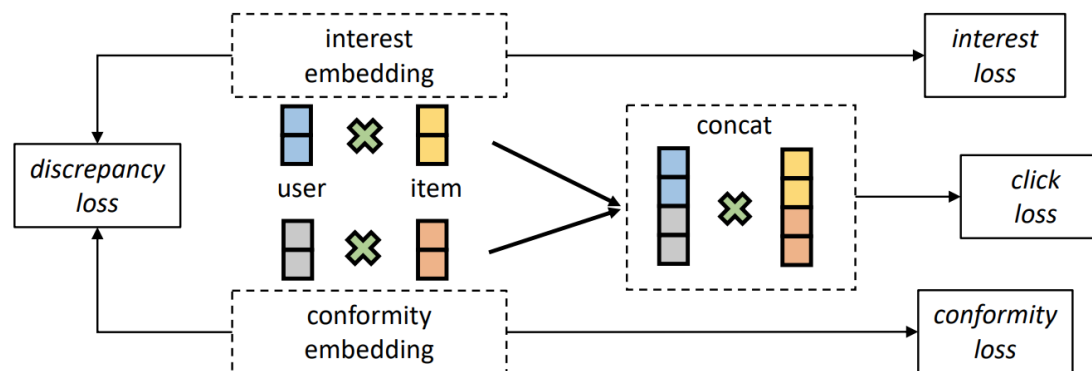 interest
embedding
interest
loss
discrepancy
loss
user
item
concat
click
loss
conformity
embedding
conformity
loss